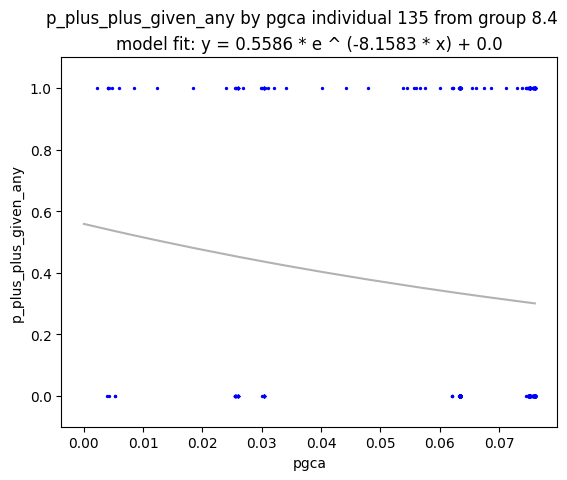 p_plus_plus_given_any by pgca individual 135 from group 8.4
model fit: y = 0.5586 * e ^ (-8.1583 * x) + 0.0
1.0
0.8
0.6
0.4
0.2
0.0
p_plus_plus_given_any
0.00 0.01 0.02 0.03 0.04 0.05 0.06 0.07
pgca